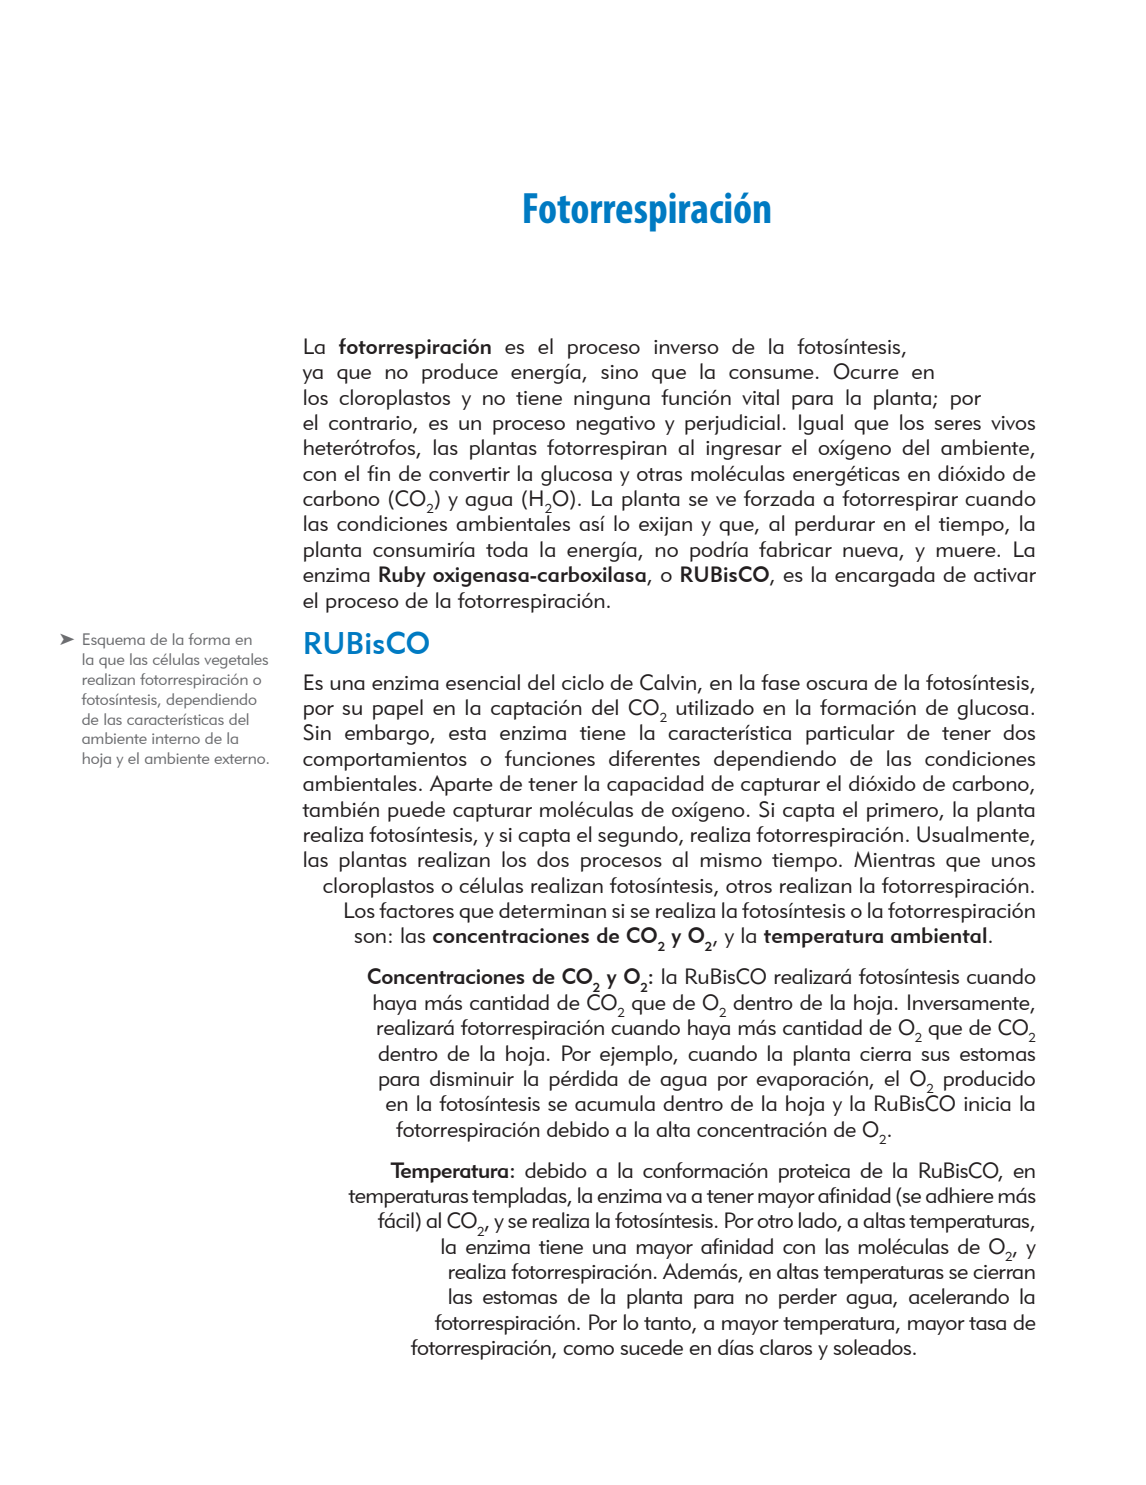 Fotorrespiración
La fotorrespiración es el proceso inverso de la fotosíntesis,
ya que no produce energía, sino que la consume. Ocurre en
los cloroplastos y no tiene ninguna función vital para la planta; por
el contrario, es un proceso negativo y perjudicial. Igual que los seres vivos
heterótrofos, las plantas fotorrespiran al ingresar el oxígeno del ambiente,
con el fin de convertir la glucosa y otras moléculas energéticas en dióxido de
carbono (CO₂) y agua (H₂O). La planta se ve forzada a fotorrespirar cuando
las condiciones ambientales así lo exijan y que, al perdurar en el tiempo, la
planta consumiría toda la energía, no podría fabricar nueva, y muere. La
enzima Ruby oxigenasa-carboxilasa, o RUBisCO, es la encargada de activar
el proceso de la fotorrespiración.
➤ Esquema de la forma en
la que las células vegetales
realizan fotorrespiración o
fotosíntesis, dependiendo
de las características del
ambiente interno de la
hoja y el ambiente externo.
RUBisCO
Es una enzima esencial del ciclo de Calvin, en la fase oscura de la fotosíntesis,
por su papel en la captación del CO₂ utilizado en la formación de glucosa.
Sin embargo, esta enzima tiene la característica particular de tener dos
comportamientos o funciones diferentes dependiendo de las condiciones
ambientales. Aparte de tener la capacidad de capturar el dióxido de carbono,
también puede capturar moléculas de oxígeno. Si capta el primero, la planta
realiza fotosíntesis, y si capta el segundo, realiza fotorrespiración. Usualmente,
las plantas realizan los dos procesos al mismo tiempo. Mientras que unos
cloroplastos o células realizan fotosíntesis, otros realizan la fotorrespiración.
Los factores que determinan si se realiza la fotosíntesis o la fotorrespiración
son: las concentraciones de CO₂ y O₂, y la temperatura ambiental.
Concentraciones de CO₂ y O₂: la RuBisCO realizará fotosíntesis cuando
haya más cantidad de CO₂ que de O₂ dentro de la hoja. Inversamente,
realizará fotorrespiración cuando haya más cantidad de O₂ que de CO₂
dentro de la hoja. Por ejemplo, cuando la planta cierra sus estomas
para disminuir la pérdida de agua por evaporación, el O₂ producido
en la fotosíntesis se acumula dentro de la hoja y la RuBisCO inicia la
fotorrespiración debido a la alta concentración de O₂.
Temperatura: debido a la conformación proteica de la RuBisCO, en
temperaturas templadas, la enzima va a tener mayor afinidad (se adhiere más
fácil) al CO₂, y se realiza la fotosíntesis. Por otro lado, a altas temperaturas,
la enzima tiene una mayor afinidad con las moléculas de O₂, y
realiza fotorrespiración. Además, en altas temperaturas se cierran
las estomas de la planta para no perder agua, acelerando la
fotorrespiración. Por lo tanto, a mayor temperatura, mayor tasa de
fotorrespiración, como sucede en días claros y soleados.